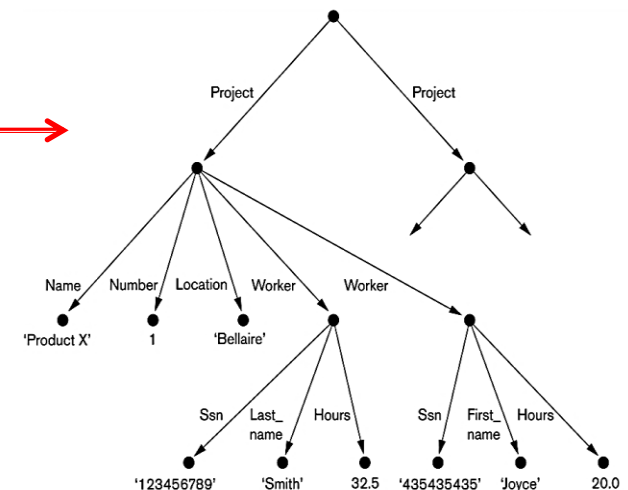 Project
Project
Name
Number
Location
Worker
Worker
'Product X'
1
'Bellaire'
Ssn
Last_
name
Hours
Ssn
First_
name
Hours
'123456789'
'Smith'
32.5
'435435435'
'Joyce'
20.0